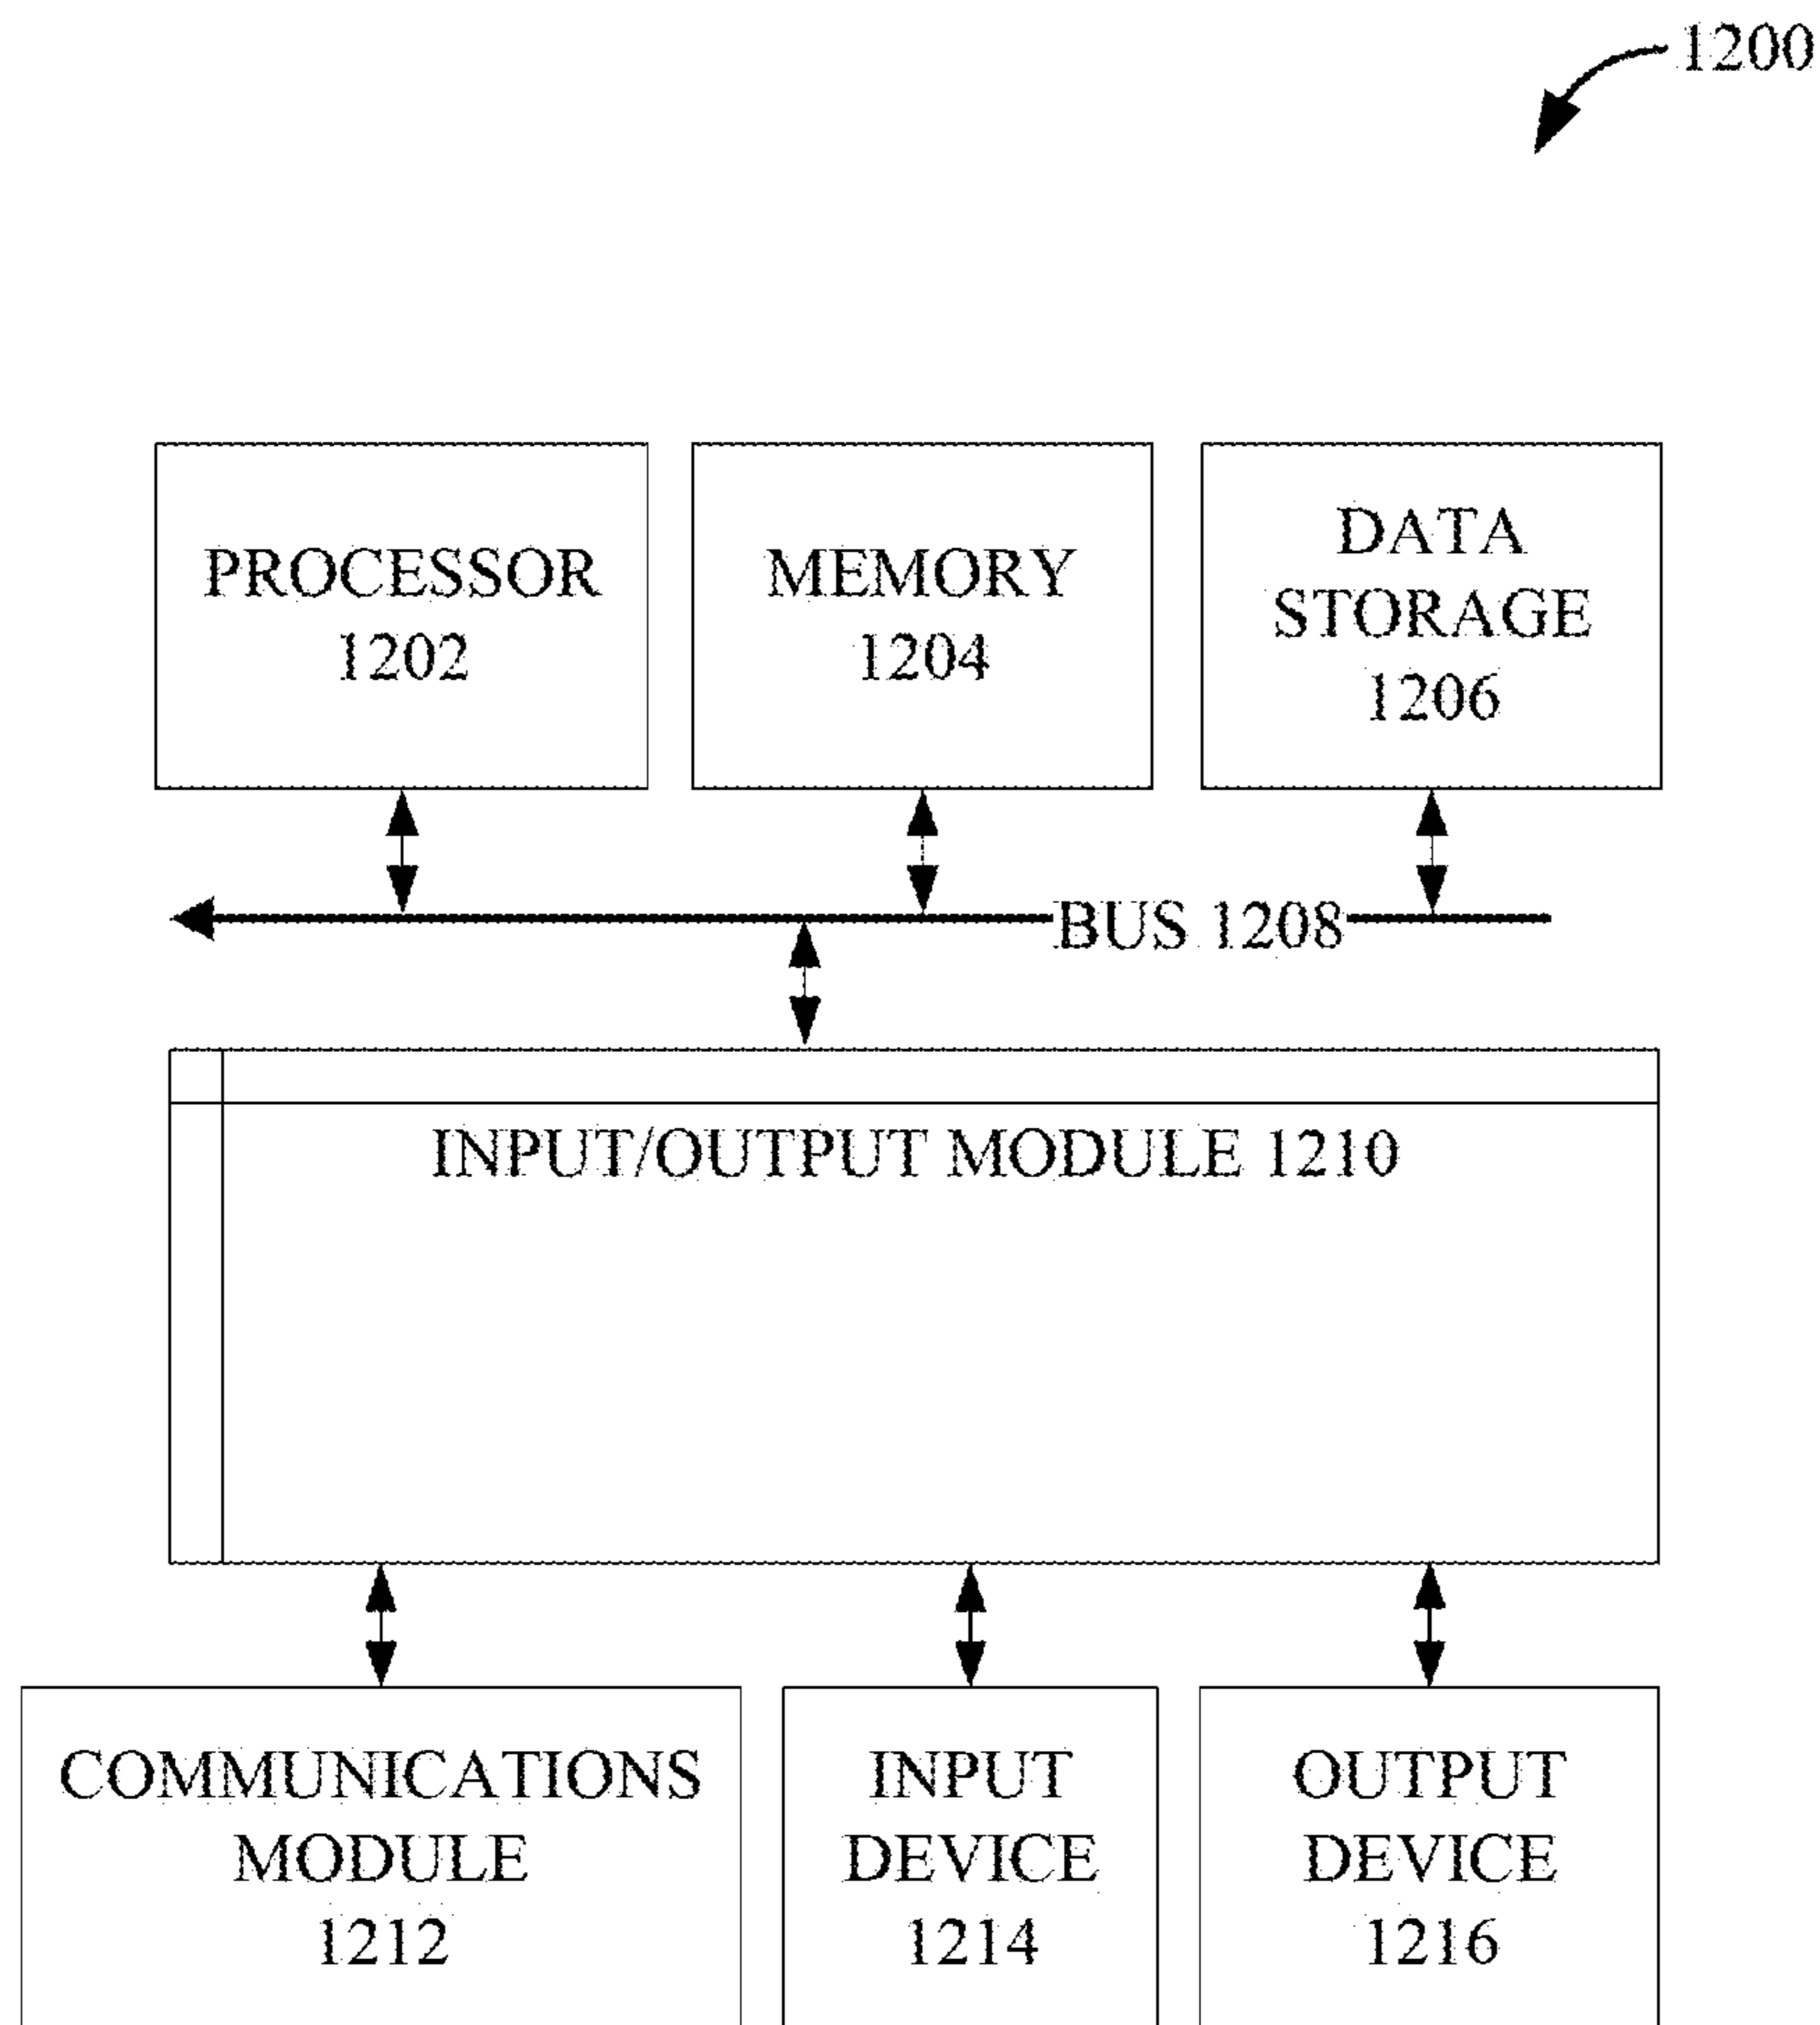 1200
PROCESSOR
1202
MEMORY
1204
DATA
STORAGE
1206
BUS 1208
INPUT/OUTPUT MODULE 1210
COMMUNICATIONS
MODULE
1212
INPUT
DEVICE
1214
OUTPUT
DEVICE
1216